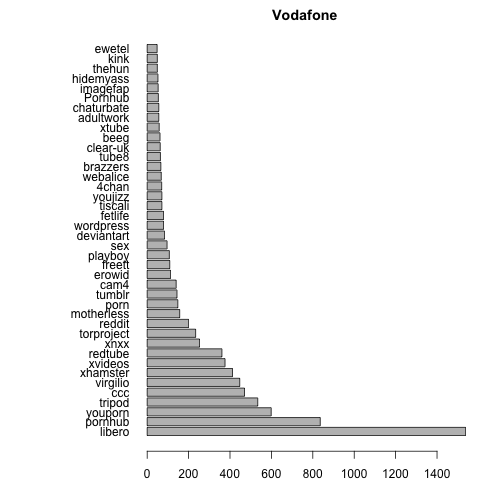 Vodafone
ewetel
kink
thehun
hidemyass
imagefap
Pornhub
chaturbate
adultwork
xtube
beeg
clear-uk
tube8
brazzers
webalice
4chan
youjizz
tiscali
fetlife
wordpress
deviantart
sex
playboy
freett
erowid
cam4
tumblr
porn
motherless
reddit
torproject
xnxx
redtube
xvideos
xhamster
virgilio
ccc
tripod
youporn
pornhub
libero
0 200 400 600 800 1000 1200 1400